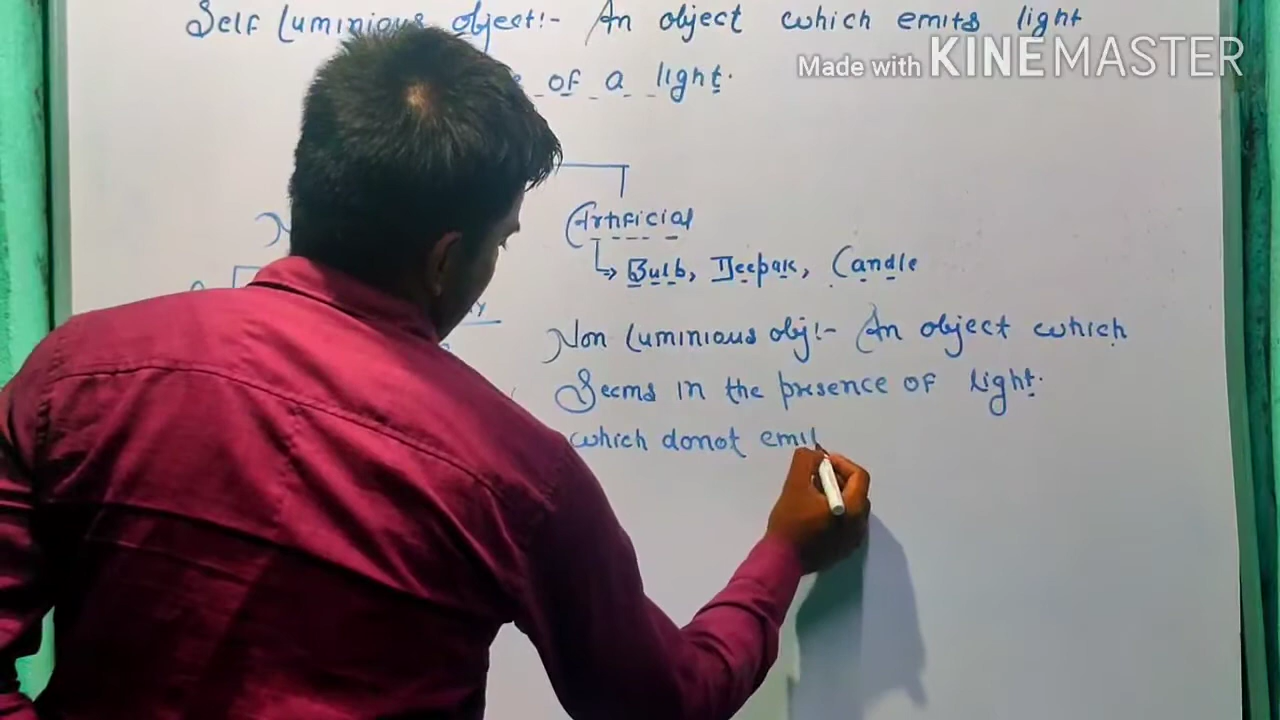 Self Luminious object:- An object which emits light
Made with KINEMASTER
of a light.
Artificial
Bulb, Deepak, Candle
Non Luminious obj:- An object which
Seems in the presence of light.
which donot emit